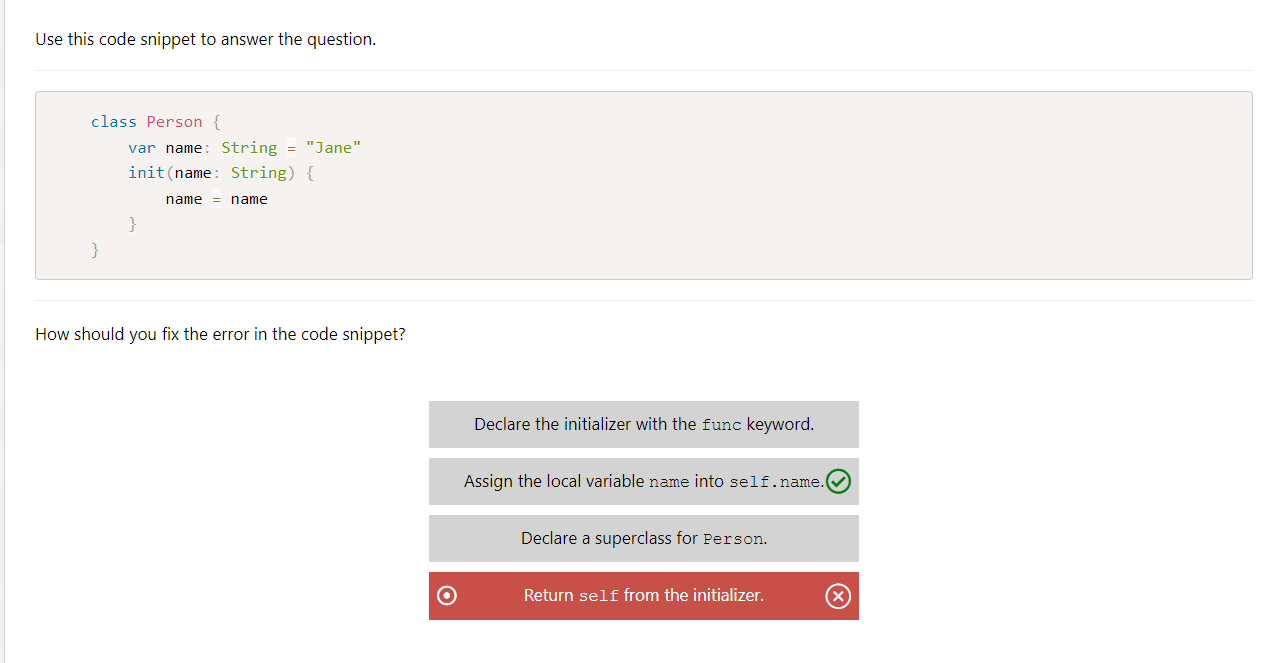 Use this code snippet to answer the question.
class Person {
    var name: String = "Jane"
    init(name: String) {
        name = name
    }
}
How should you fix the error in the code snippet?
Declare the initializer with the func keyword.
Assign the local variable name into self.name.
Declare a superclass for Person.
Return self from the initializer.